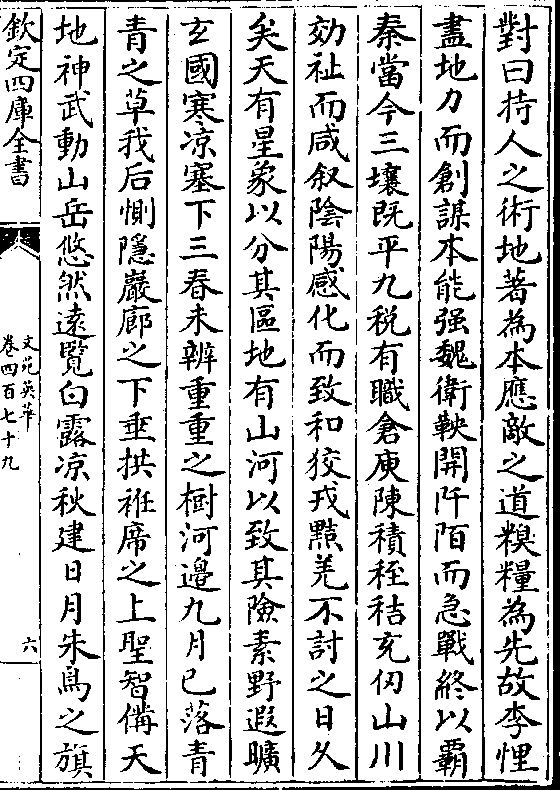 對曰持人之術地著為本應敵之道糗糧為先故李悝
盡地力而創謀本能强魏衛鞅開阡陌而急戰終以霸
秦當今三壤既平九税有職倉庾陳積秷秸充仞山川
効祉而咸叙陰陽感化而致和狡戎黠羌不討之日久
矣天有星象以分其區地有山河以致其險素野遐曠
玄國寒凉塞下三春未辨重重之樹河邉九月已落青
青之草我后惻隱巖廊之下垂拱袵席之上聖智備天
地神武動山岳悠然逺覽白露凉秋建日月朱鳥之旗
欽定四庫全書
文苑英華
卷四百七十九
六